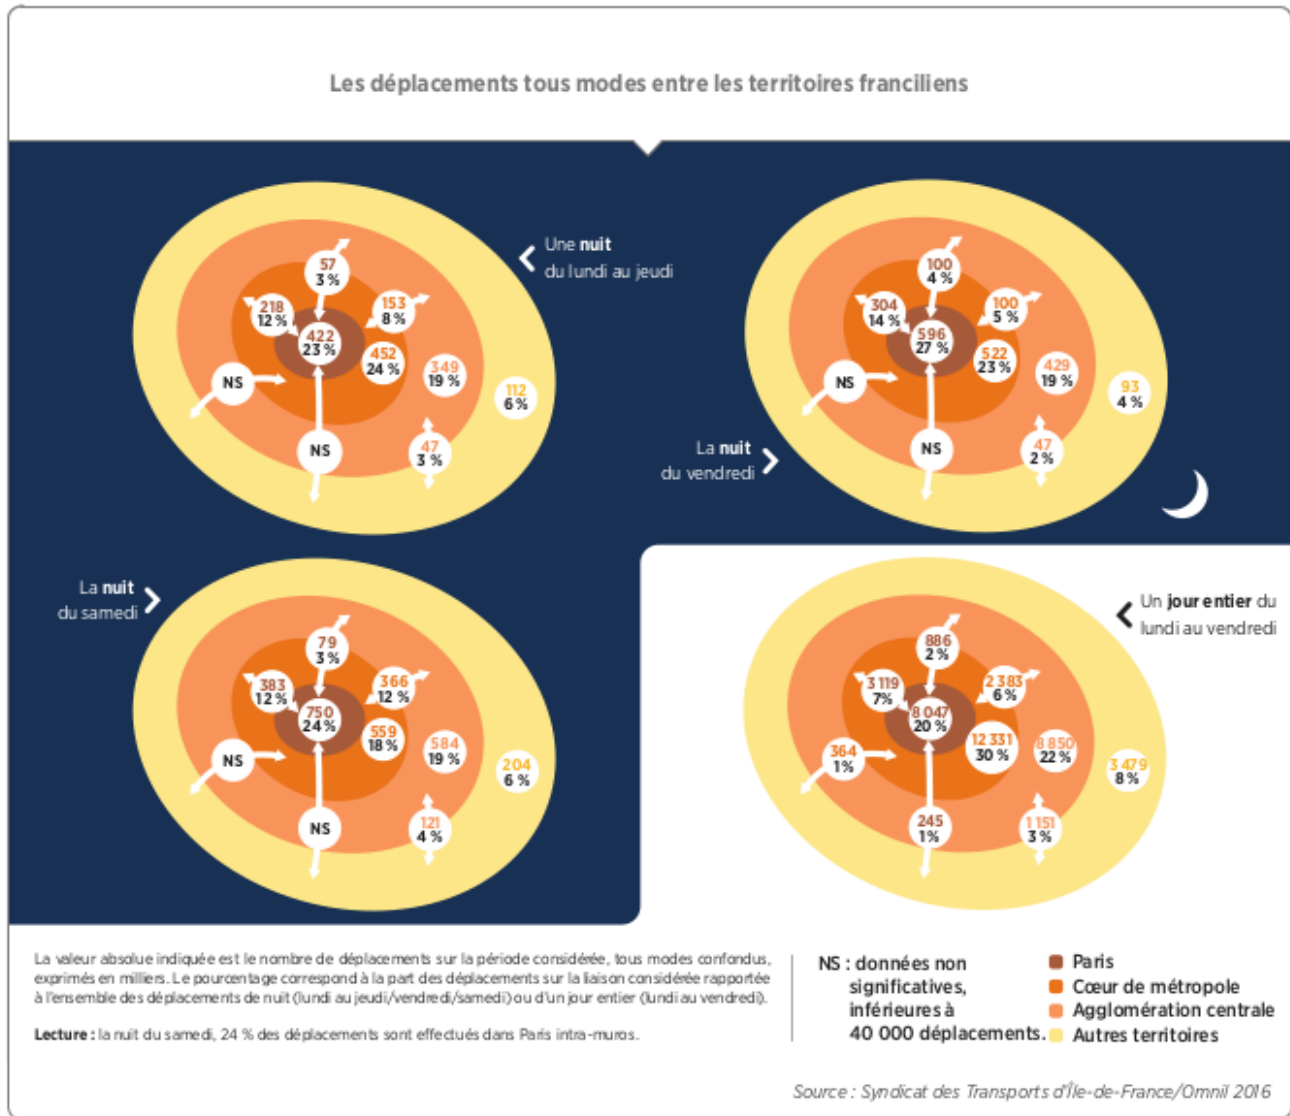 Les déplacements tous modes entre les territoires franciliens
Une nuit
du lundi au jeudi
57
3 %
218
12 %
153
8 %
422
23 %
452
24 %
349
19 %
112
6 %
NS
NS
47
3 %
La nuit
du vendredi
100
4 %
304
14 %
100
5 %
596
27 %
522
23 %
429
19 %
93
4 %
NS
NS
47
2 %
La nuit
du samedi
79
3 %
383
12 %
366
12 %
750
24 %
559
18 %
584
19 %
204
6 %
NS
NS
121
4 %
Un jour entier du
lundi au vendredi
886
2 %
3 119
7%
2 383
6 %
8 047
20 %
12 331
30 %
8 850
22 %
3 479
8 %
364
1 %
245
1 %
1 151
3 %
La valeur absolue indiquée est le nombre de déplacements sur la période considérée, tous modes confondus,
exprimés en milliers. Le pourcentage correspond à la part des déplacements sur la liaison considérée rapportée
à l'ensemble des déplacements de nuit (lundi au jeudi/vendredi/samedi) ou d'un jour entier (lundi au vendredi).
Lecture : la nuit du samedi, 24 % des déplacements sont effectués dans Paris intra-muros.
NS : données non
significatives,
inférieures à
40 000 déplacements.
Paris
Cœur de métropole
Agglomération centrale
Autres territoires
Source : Syndicat des Transports d'Île-de-France/Omnil 2016